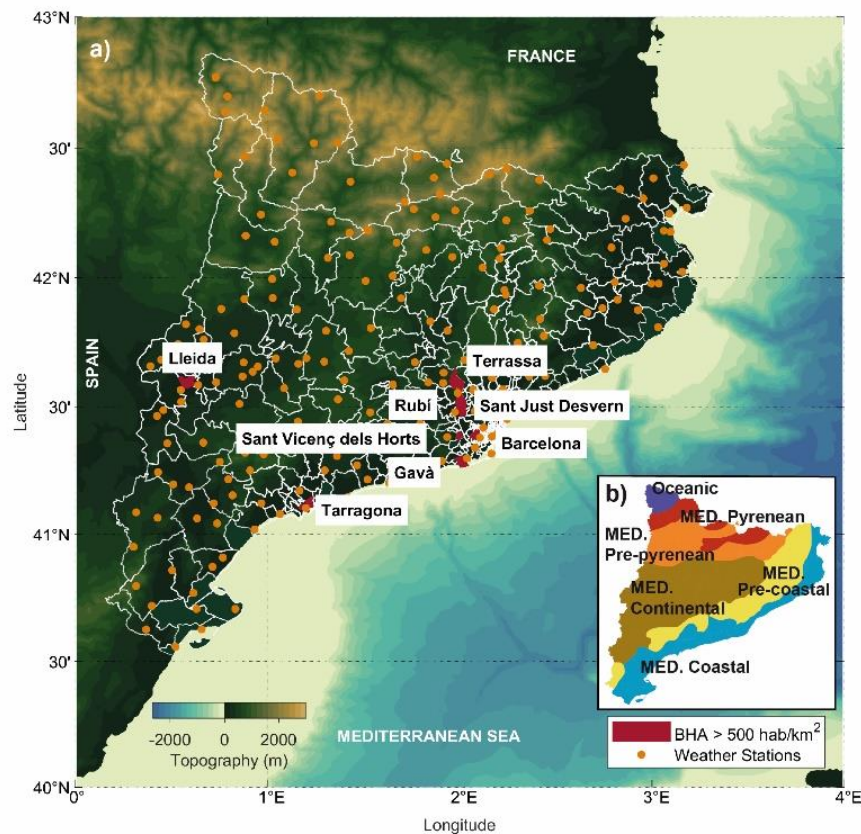 43°N
a)
FRANCE
30'
42°N
SPAIN
Lleida
Terrassa
Latitude
30'
Rubí
Sant Just Desvern
Sant Vicenç dels Horts
Barcelona
Gavà
Tarragona
41°N
b)
Oceanic
MED. Pyrenean
MED.
Pre-pyrenean
MED.
Pre-coastal
MED.
Continental
MED. Coastal
30'
-2000 0 2000
Topography (m)
MEDITERRANEAN SEA
BHA > 500 hab/km²
Weather Stations
40°N
0° 1°E 2°E 3°E 4°E
Longitude